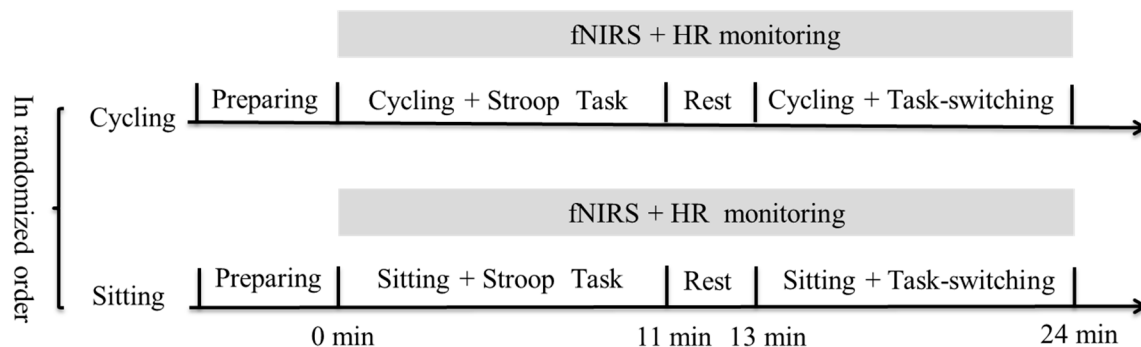 fNIRS + HR monitoring
In randomized order
Cycling
Preparing
Cycling + Stroop Task
Rest
Cycling + Task-switching
fNIRS + HR monitoring
Sitting
Preparing
Sitting + Stroop Task
Rest
Sitting + Task-switching
0 min
11 min
13 min
24 min